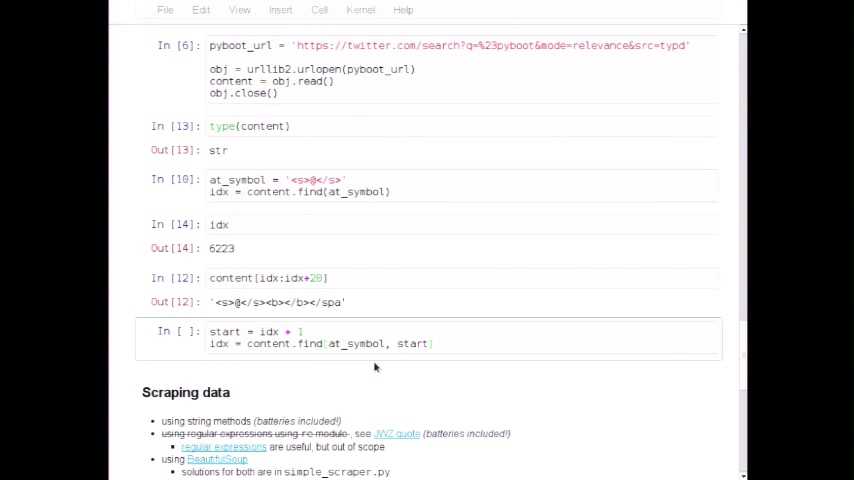 File Edit View Insert Cell Kernel Help
In [6]: pyboot_url = 'https://twitter.com/search?q=%23pyboot&mode=relevance&src=typd'
obj = urllib2.urlopen(pyboot_url)
content = obj.read()
obj.close()
In [13]: type(content)
Out[13]: str
In [10]: at_symbol = '<s>@</s>'
idx = content.find(at_symbol)
In [14]: idx
Out[14]: 6223
In [12]: content[idx:idx+20]
Out[12]: '<s>@</s><b></b></spa'
In [ ]: start = idx + 1
idx = content.find(at_symbol, start)
Scraping data
• using string methods (batteries included!)
• using regular expressions using re module , see JWZ quote (batteries included!)
• regular expressions are useful, but out of scope
• using BeautifulSoup
• solutions for both are in simple_scraper.py